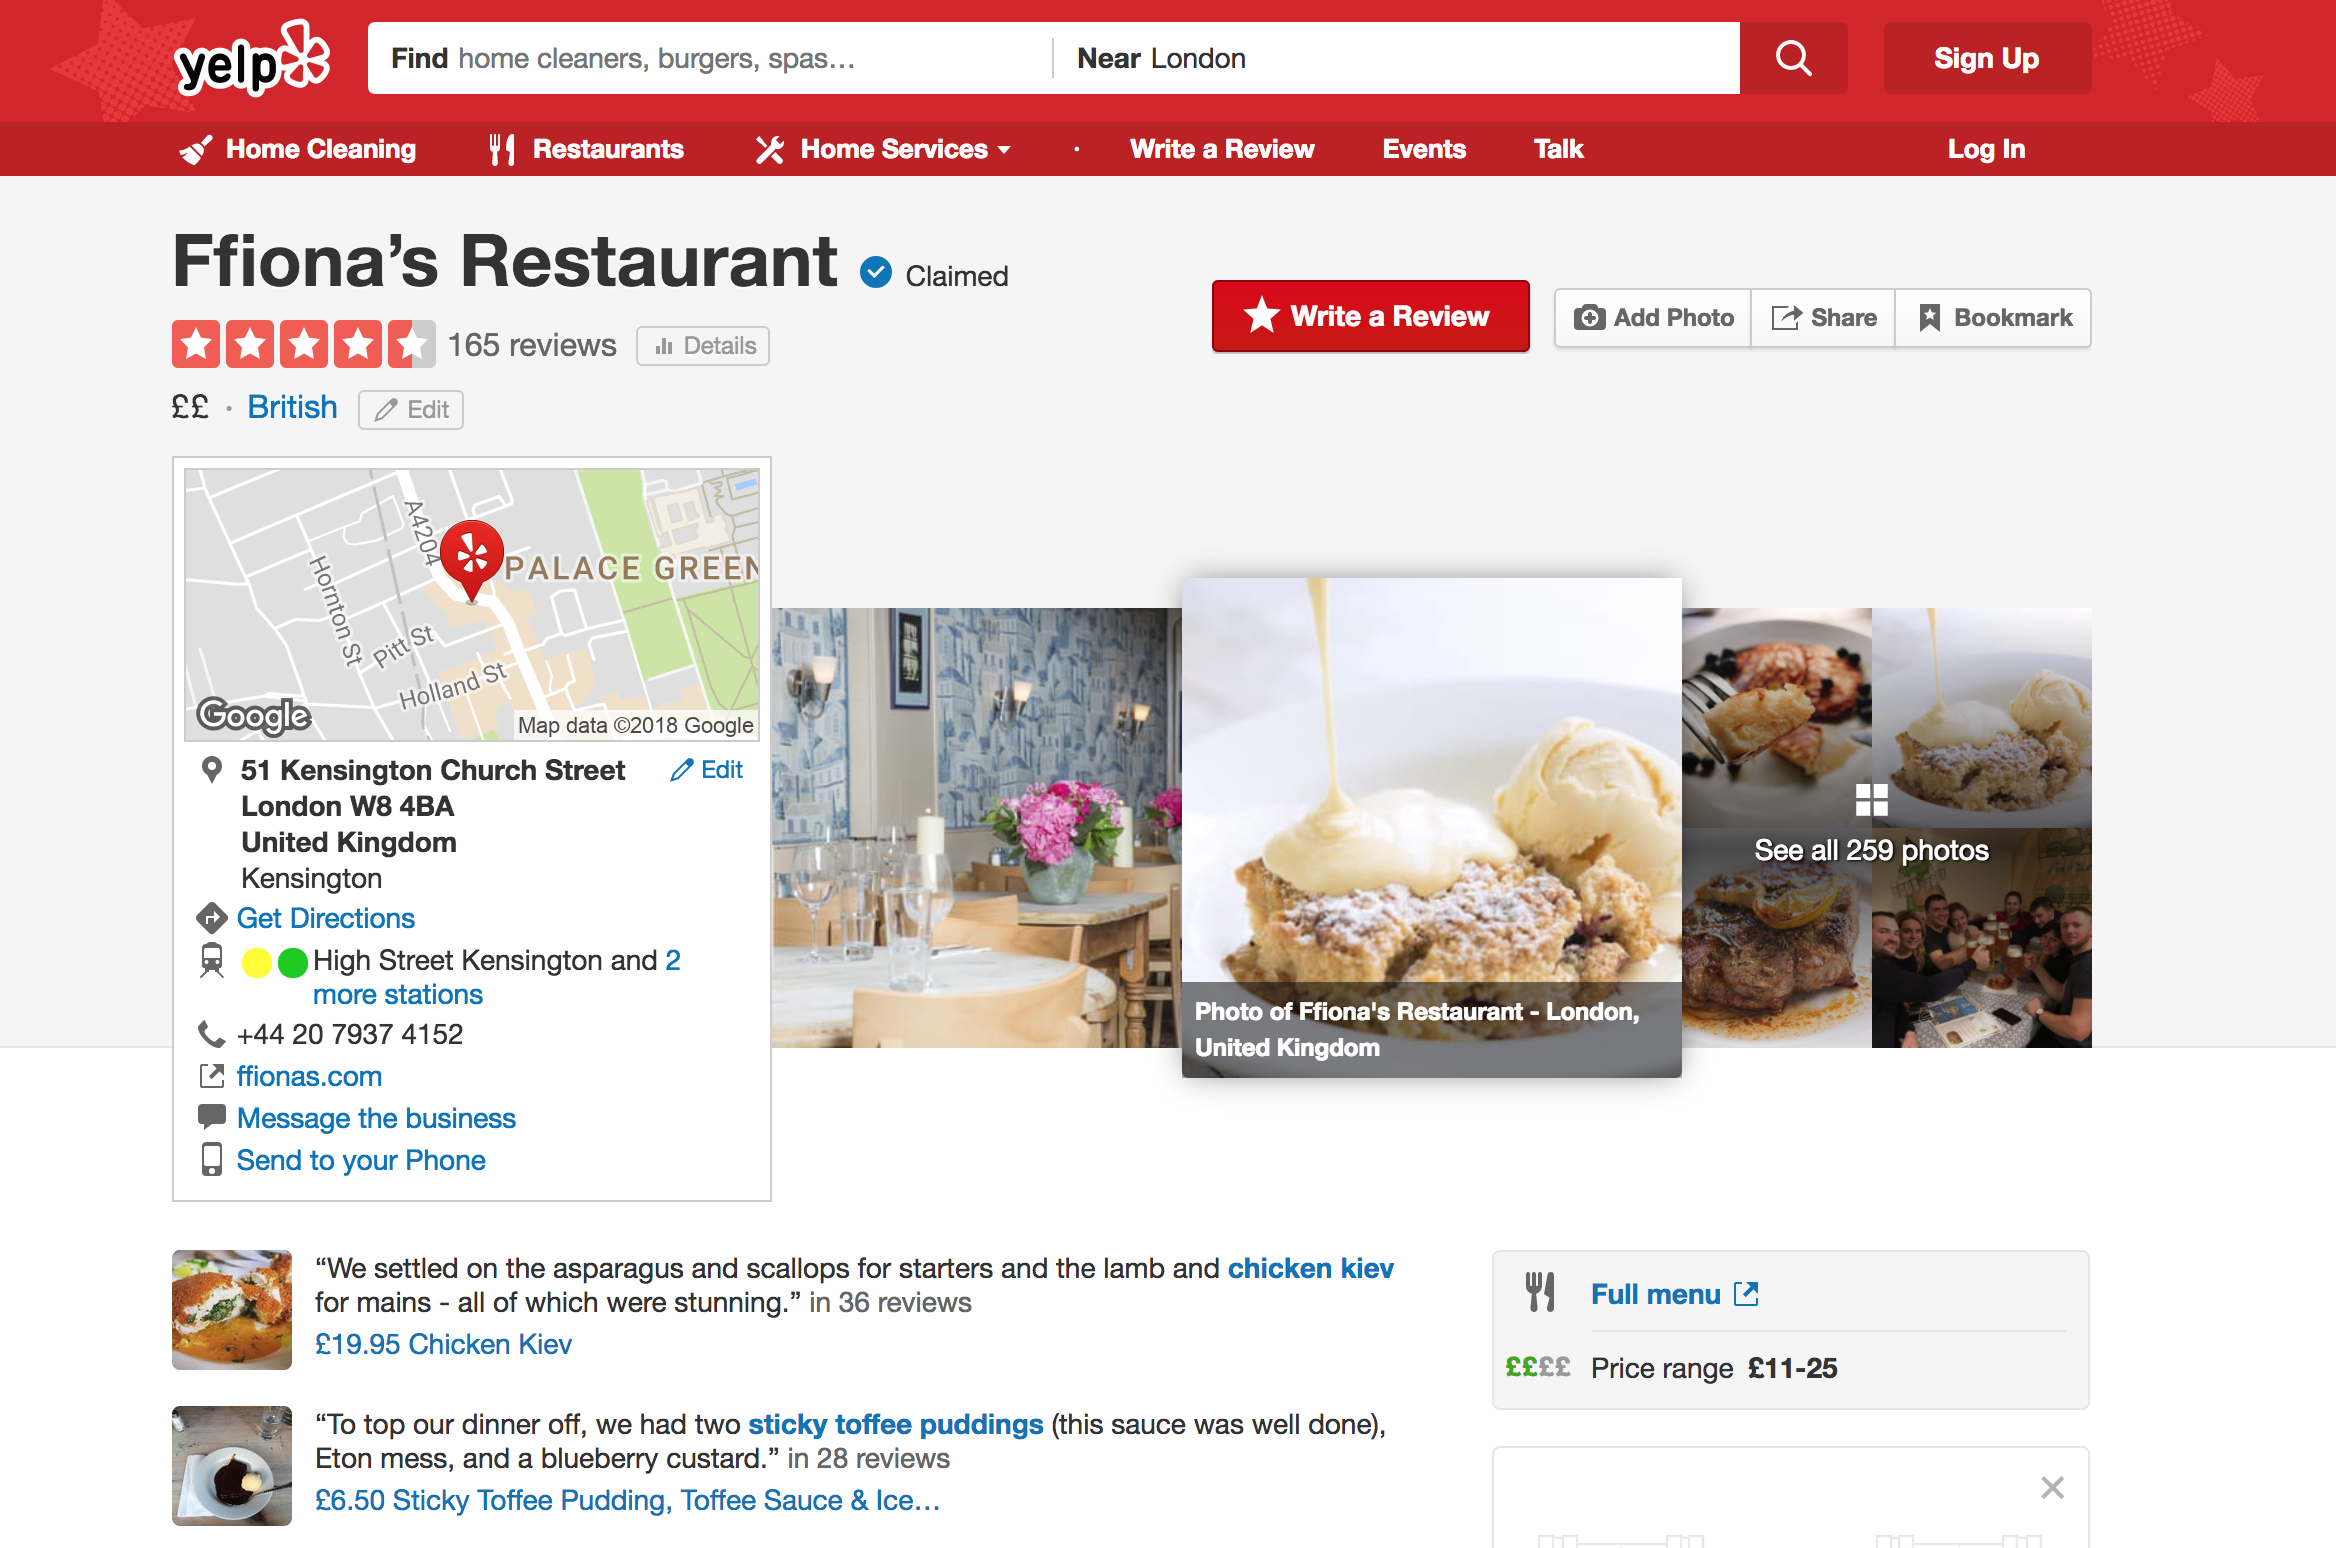 yelp
Find home cleaners, burgers, spas…
Near London
Sign Up
Home Cleaning
Restaurants
Home Services
·
Write a Review
Events
Talk
Log In
Ffiona’s Restaurant
Claimed
165 reviews
Details
££ · British
Edit
Write a Review
Add Photo
Share
Bookmark
A4204
PALACE GREEN
Hornton St
Pitt St
Holland St
Google
Map data ©2018 Google
51 Kensington Church Street
Edit
London W8 4BA
United Kingdom
Kensington
Get Directions
High Street Kensington and 2
more stations
+44 20 7937 4152
ffionas.com
Message the business
Send to your Phone
Photo of Ffiona's Restaurant - London,
United Kingdom
See all 259 photos
“We settled on the asparagus and scallops for starters and the lamb and chicken kiev
for mains - all of which were stunning.” in 36 reviews
£19.95 Chicken Kiev
“To top our dinner off, we had two sticky toffee puddings (this sauce was well done),
Eton mess, and a blueberry custard.” in 28 reviews
£6.50 Sticky Toffee Pudding, Toffee Sauce & Ice…
Full menu
££££ Price range £11-25